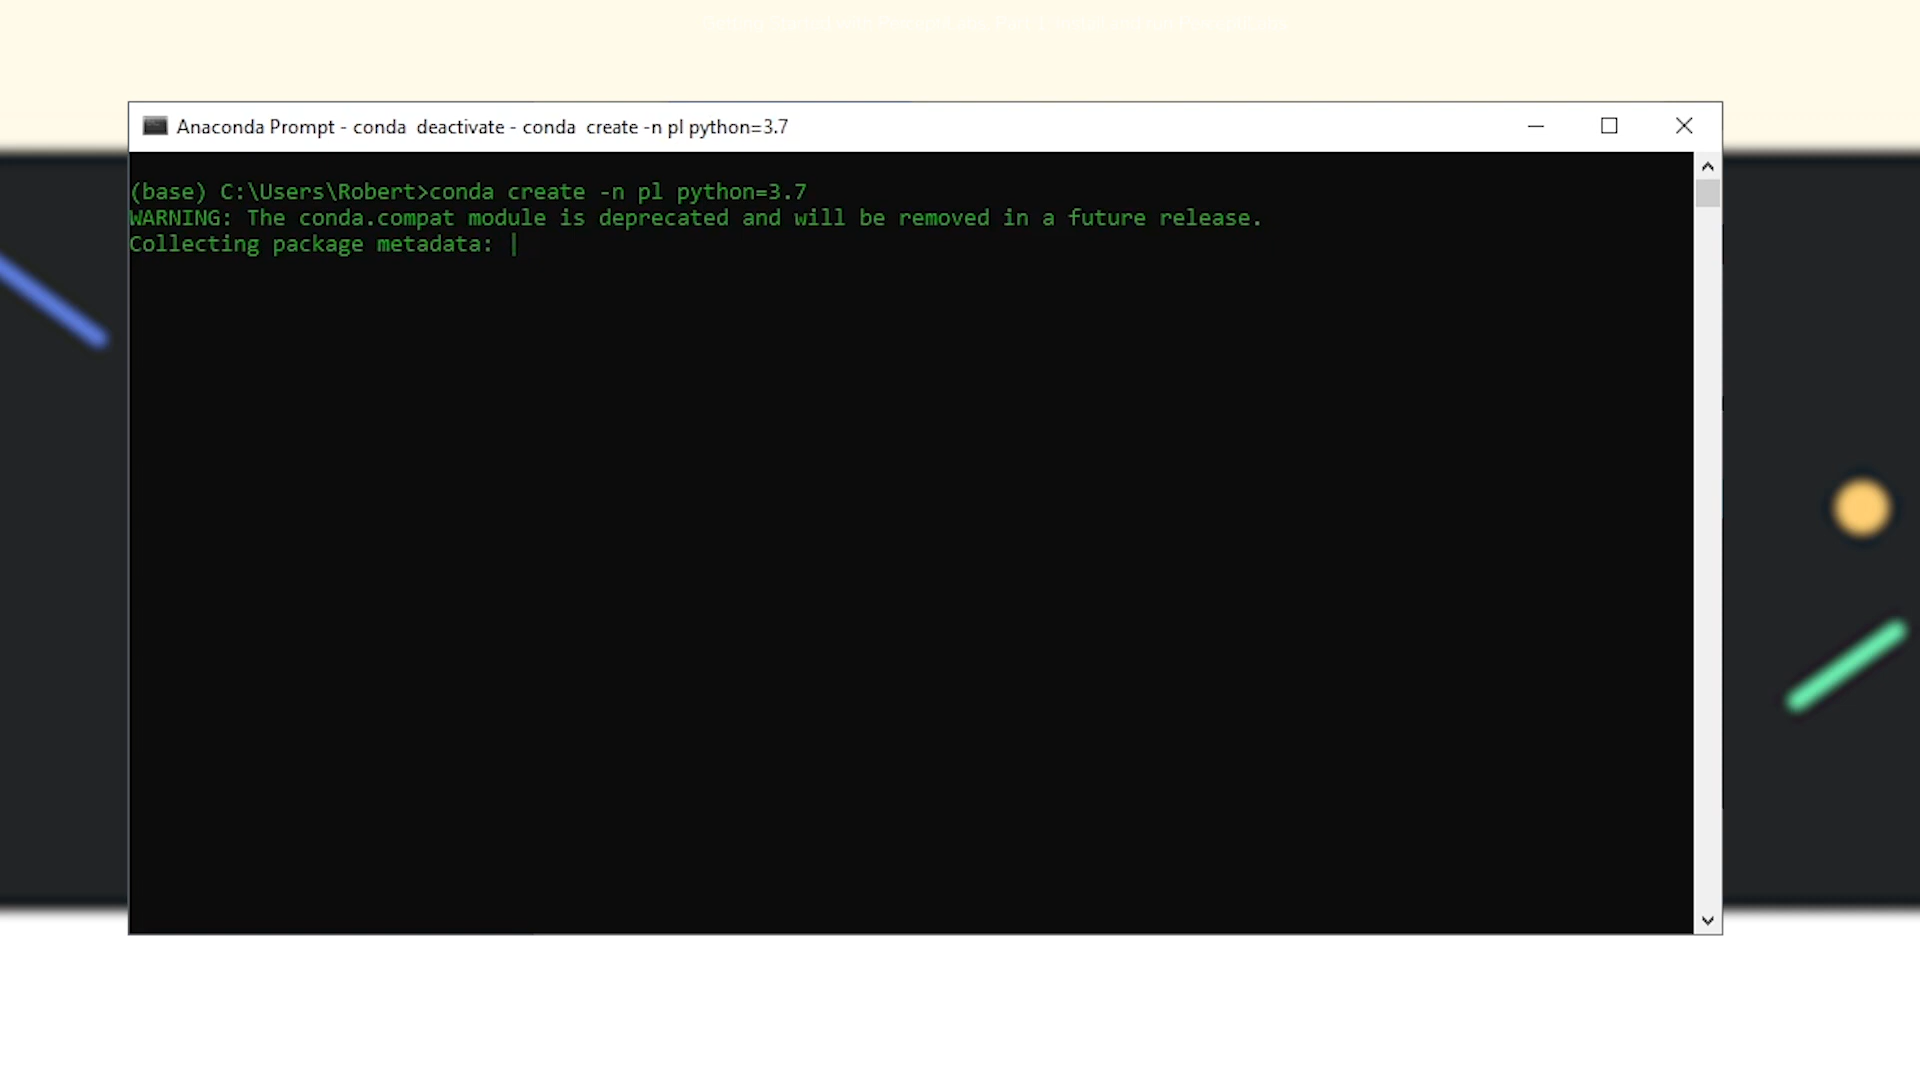 Anaconda Prompt - conda  deactivate - conda  create -n pl python=3.7
(base) C:\Users\Robert>conda create -n pl python=3.7
WARNING: The conda.compat module is deprecated and will be removed in a future release.
Collecting package metadata: |